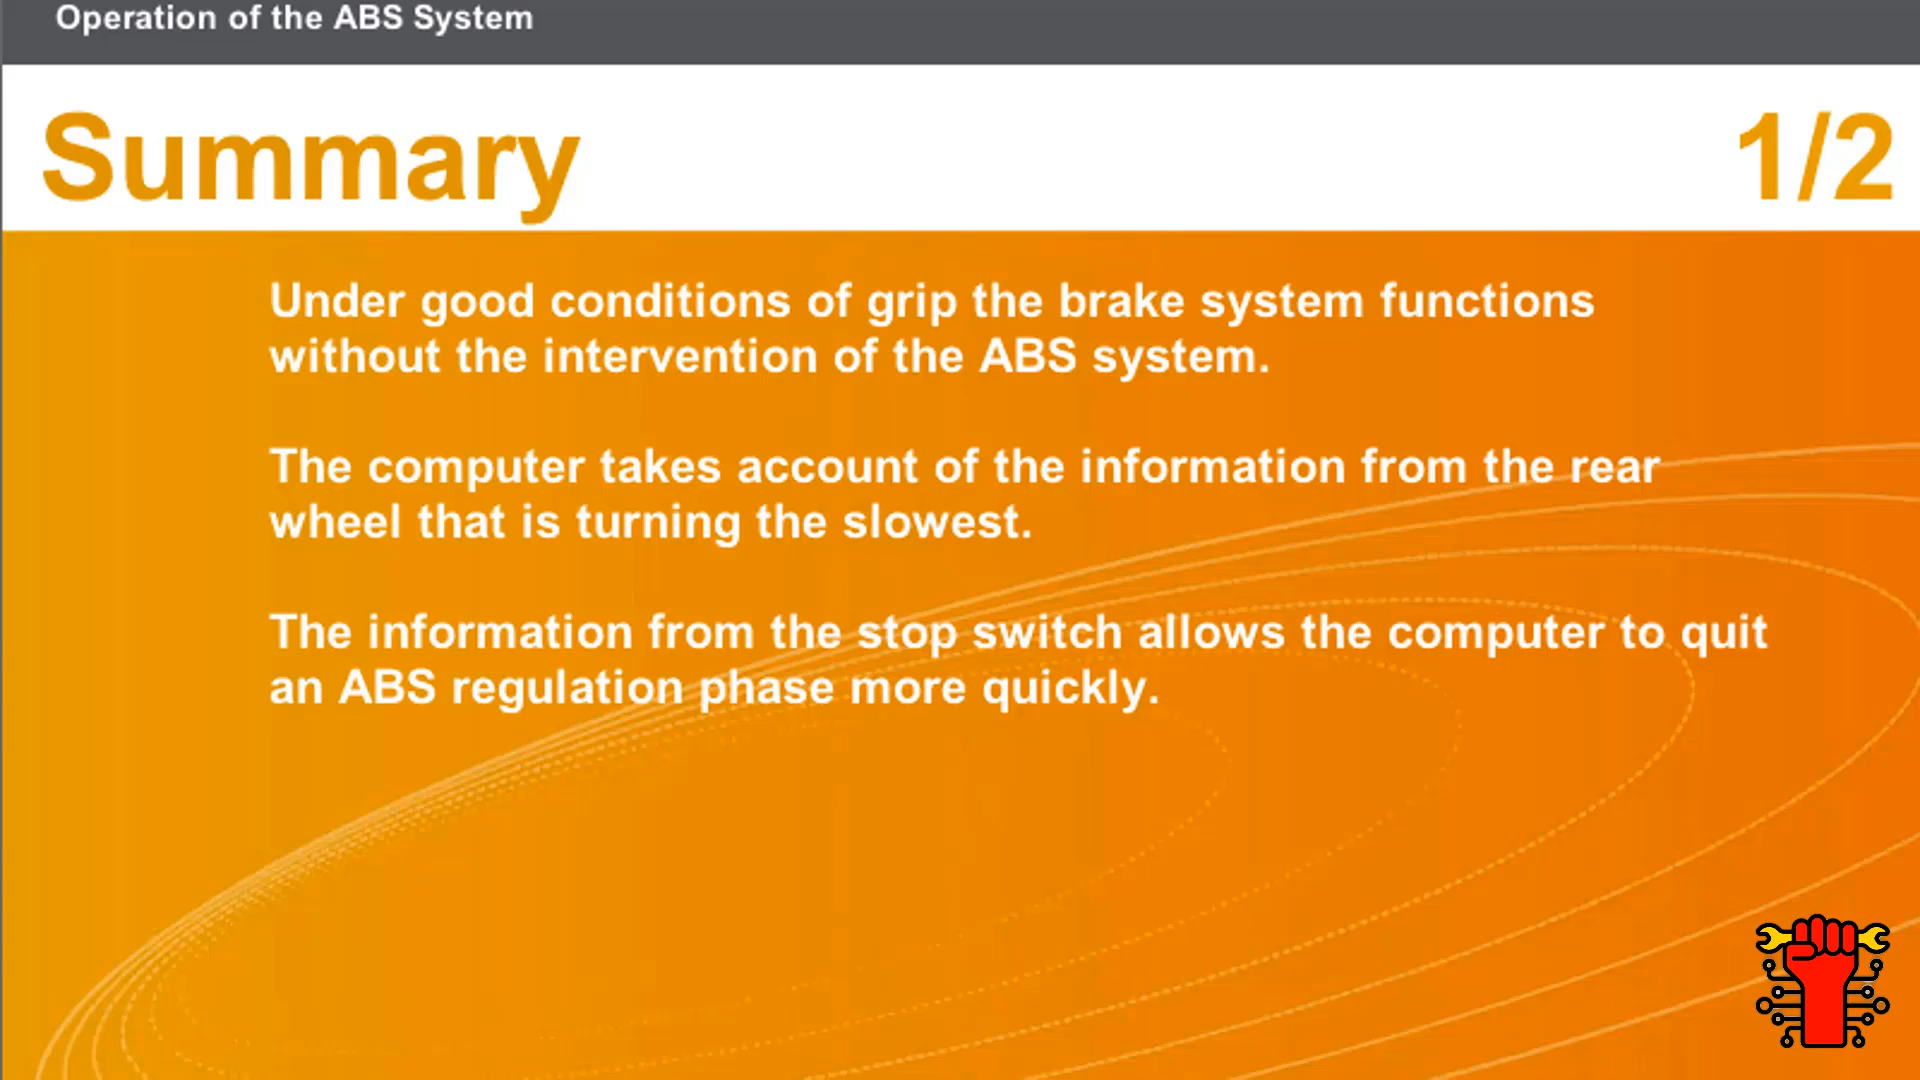 Operation of the ABS System
Summary
1/2
Under good conditions of grip the brake system functions
without the intervention of the ABS system.
The computer takes account of the information from the rear
wheel that is turning the slowest.
The information from the stop switch allows the computer to quit
an ABS regulation phase more quickly.